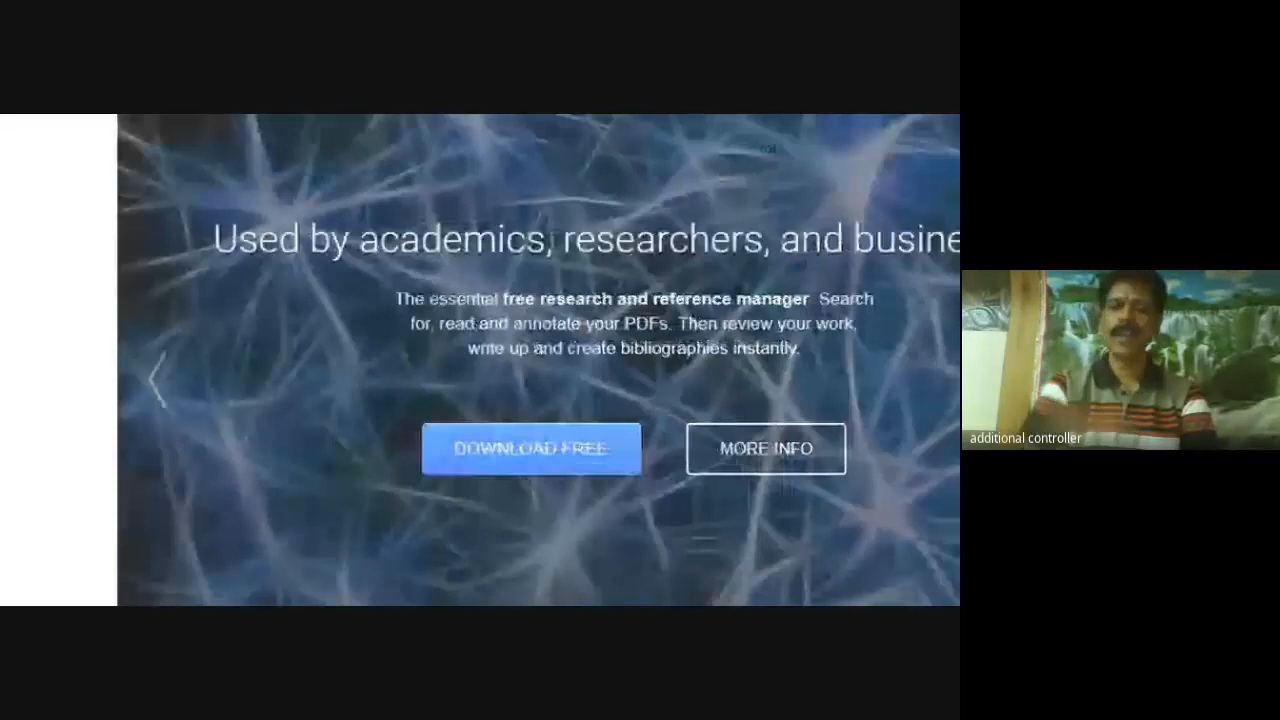 Used by academics, researchers, and busine
The essential free research and reference manager Search
for, read and annotate your PDFs. Then review your work,
write up and create bibliographies instantly.
DOWNLOAD FREE
MORE INFO
additional controller